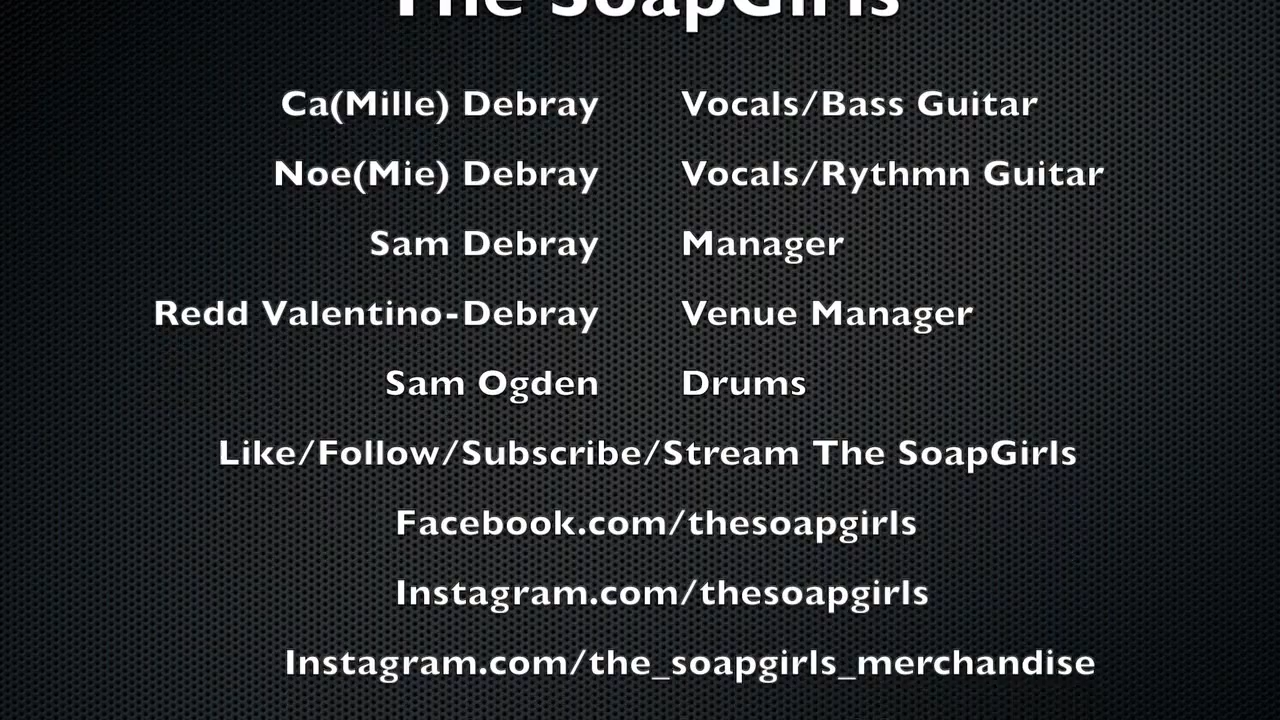 The SoapGirls
Ca(Mille) Debray Vocals/Bass Guitar
Noe(Mie) Debray Vocals/Rythmn Guitar
Sam Debray Manager
Redd Valentino-Debray Venue Manager
Sam Ogden Drums
Like/Follow/Subscribe/Stream The SoapGirls
Facebook.com/thesoapgirls
Instagram.com/thesoapgirls
Instagram.com/the_soapgirls_merchandise